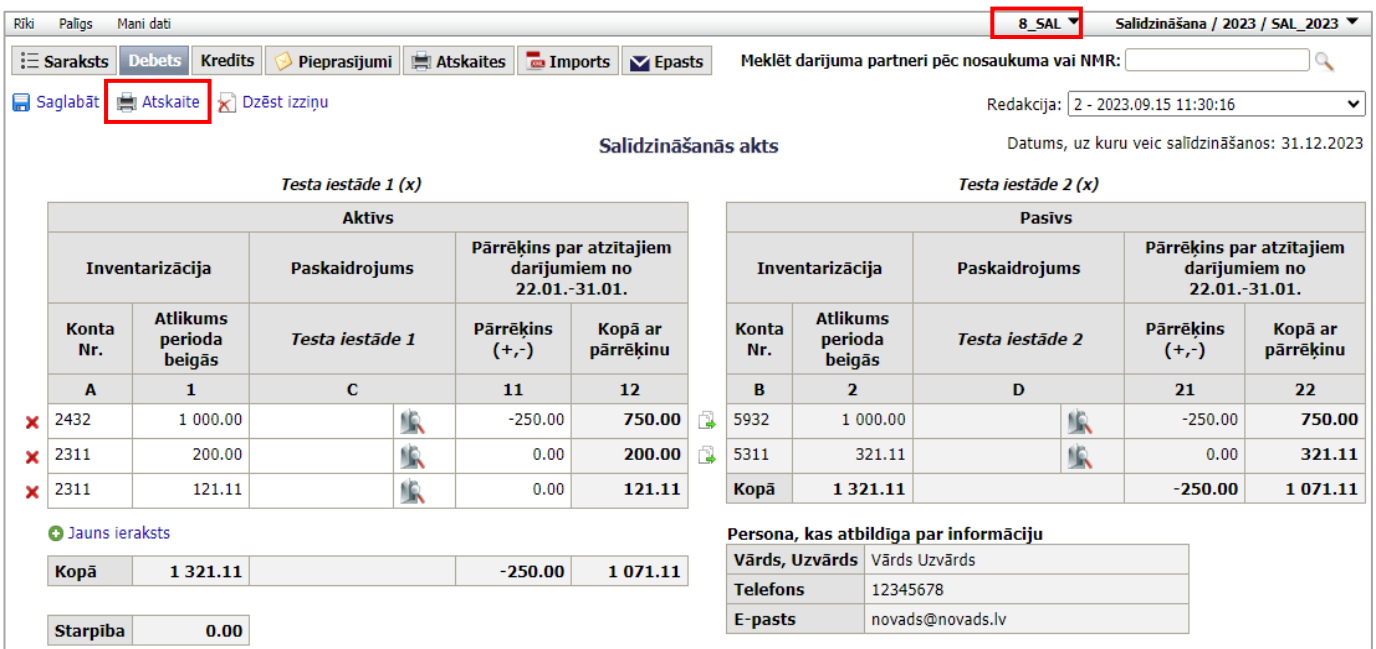 Rīki Palīgs Mani dati 8_SAL Salīdzināšana / 2023 / SAL_2023
Saraksts Debets Kredīts Pieprasījumi Atskaites Imports Epasts Meklēt darījuma partneri pēc nosaukuma vai NMR:
Saglabāt Atskaite Dzēst izziņu Redakcija: 2 - 2023.09.15 11:30:16
Salīdzināšanās akts Datums, uz kuru veic salīdzināšanos: 31.12.2023
Testa iestāde 1 (x) Testa iestāde 2 (x)
Aktīvs Pasīvs
Inventarizācija Paskaidrojums Pārrēķins par atzītajiem darījumiem no 22.01.-31.01. Inventarizācija Paskaidrojums Pārrēķins par atzītajiem darījumiem no 22.01.-31.01.
Konta Nr. Atlikums perioda beigās Testa iestāde 1 Pārrēķins (+,-) Kopā ar pārrēķinu Konta Nr. Atlikums perioda beigās Testa iestāde 2 Pārrēķins (+,-) Kopā ar pārrēķinu
A 1 C 11 12 B 2 D 21 22
2432 1 000.00 -250.00 750.00 5932 1 000.00 -250.00 750.00
2311 200.00 0.00 200.00 5311 321.11 0.00 321.11
2311 121.11 0.00 121.11 Kopā 1 321.11 -250.00 1 071.11
Jauns ieraksts Persona, kas atbildīga par informāciju
Vārds, Uzvārds Vārds Uzvārds
Kopā 1 321.11 -250.00 1 071.11
Telefons 12345678
E-pasts novads@novads.lv
Starpība 0.00